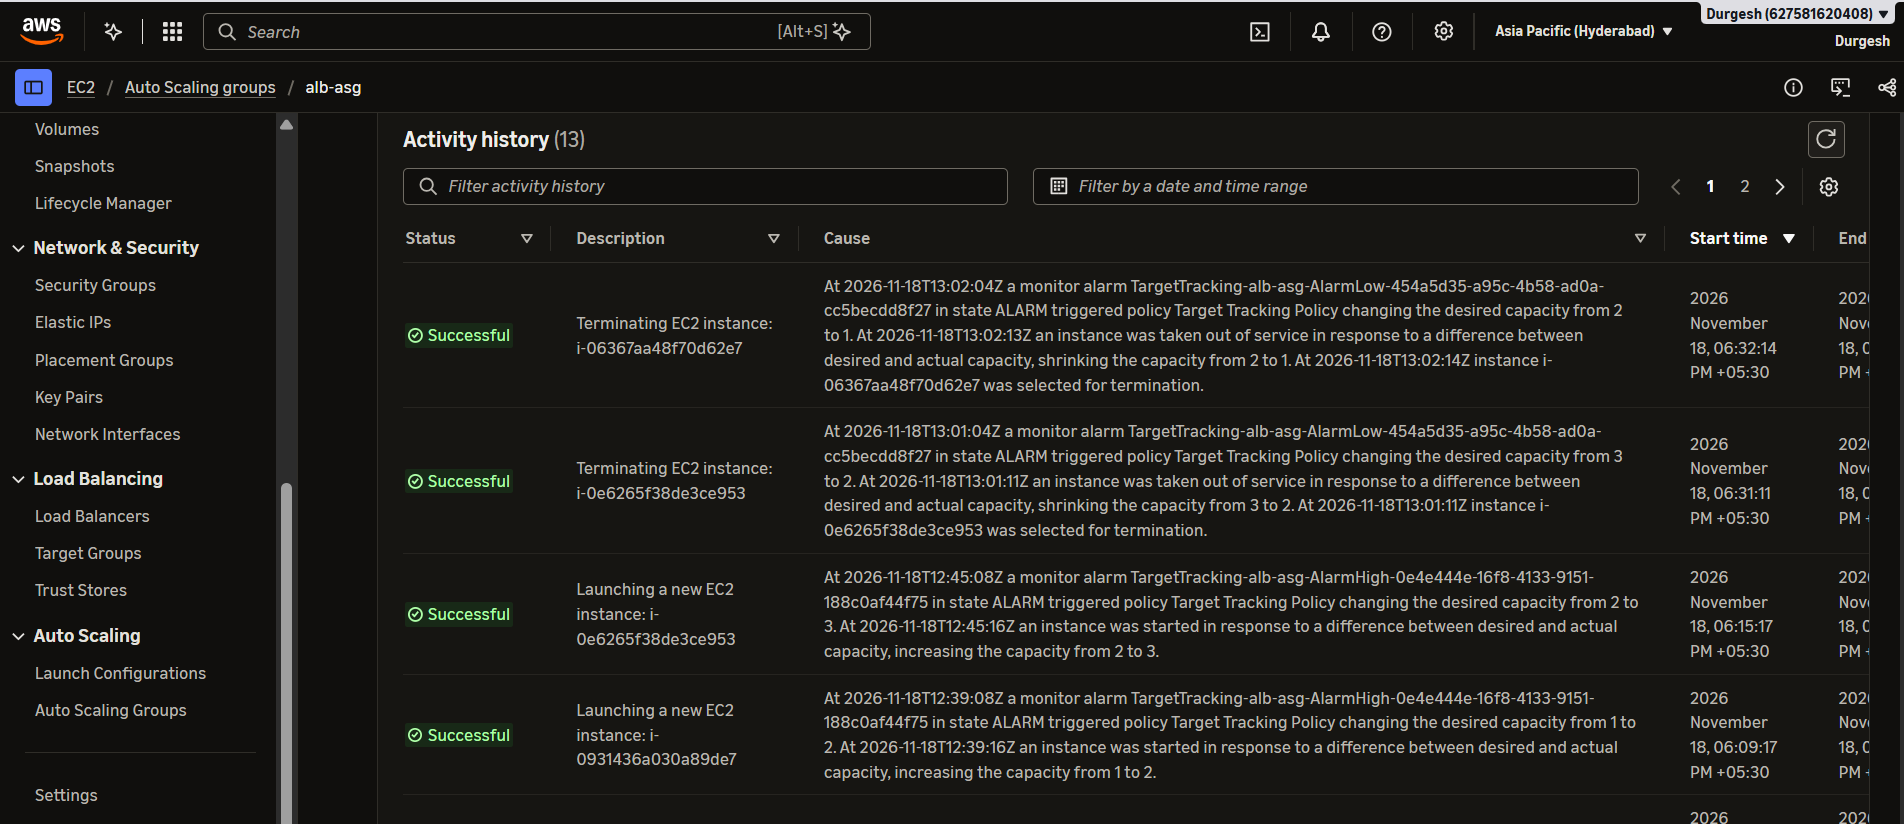 aws
Search
[Alt+S]
Asia Pacific (Hyderabad)
Durgesh (627581620408)
Durgesh
EC2 / Auto Scaling groups / alb-asg
Volumes
Snapshots
Lifecycle Manager
Network & Security
Security Groups
Elastic IPs
Placement Groups
Key Pairs
Network Interfaces
Load Balancing
Load Balancers
Target Groups
Trust Stores
Auto Scaling
Launch Configurations
Auto Scaling Groups
Settings
Activity history (13)
Filter activity history
Filter by a date and time range
1 2
Status
Description
Cause
Start time
End
Successful
Terminating EC2 instance:
i-06367aa48f70d62e7
At 2026-11-18T13:02:04Z a monitor alarm TargetTracking-alb-asg-AlarmLow-454a5d35-a95c-4b58-ad0a-
cc5becdd8f27 in state ALARM triggered policy Target Tracking Policy changing the desired capacity from 2
to 1. At 2026-11-18T13:02:13Z an instance was taken out of service in response to a difference between
desired and actual capacity, shrinking the capacity from 2 to 1. At 2026-11-18T13:02:14Z instance i-
06367aa48f70d62e7 was selected for termination.
2026
November
18, 06:32:14
PM +05:30
Successful
Terminating EC2 instance:
i-0e6265f38de3ce953
At 2026-11-18T13:01:04Z a monitor alarm TargetTracking-alb-asg-AlarmLow-454a5d35-a95c-4b58-ad0a-
cc5becdd8f27 in state ALARM triggered policy Target Tracking Policy changing the desired capacity from 3
to 2. At 2026-11-18T13:01:11Z an instance was taken out of service in response to a difference between
desired and actual capacity, shrinking the capacity from 3 to 2. At 2026-11-18T13:01:11Z instance i-
0e6265f38de3ce953 was selected for termination.
2026
November
18, 06:31:11
PM +05:30
Successful
Launching a new EC2
instance: i-
0e6265f38de3ce953
At 2026-11-18T12:45:08Z a monitor alarm TargetTracking-alb-asg-AlarmHigh-0e4e444e-16f8-4133-9151-
188c0af44f75 in state ALARM triggered policy Target Tracking Policy changing the desired capacity from 2 to
3. At 2026-11-18T12:45:16Z an instance was started in response to a difference between desired and actual
capacity, increasing the capacity from 2 to 3.
2026
November
18, 06:15:17
PM +05:30
Successful
Launching a new EC2
instance: i-
0931436a030a89de7
At 2026-11-18T12:39:08Z a monitor alarm TargetTracking-alb-asg-AlarmHigh-0e4e444e-16f8-4133-9151-
188c0af44f75 in state ALARM triggered policy Target Tracking Policy changing the desired capacity from 1 to
2. At 2026-11-18T12:39:16Z an instance was started in response to a difference between desired and actual
capacity, increasing the capacity from 1 to 2.
2026
November
18, 06:09:17
PM +05:30
2026